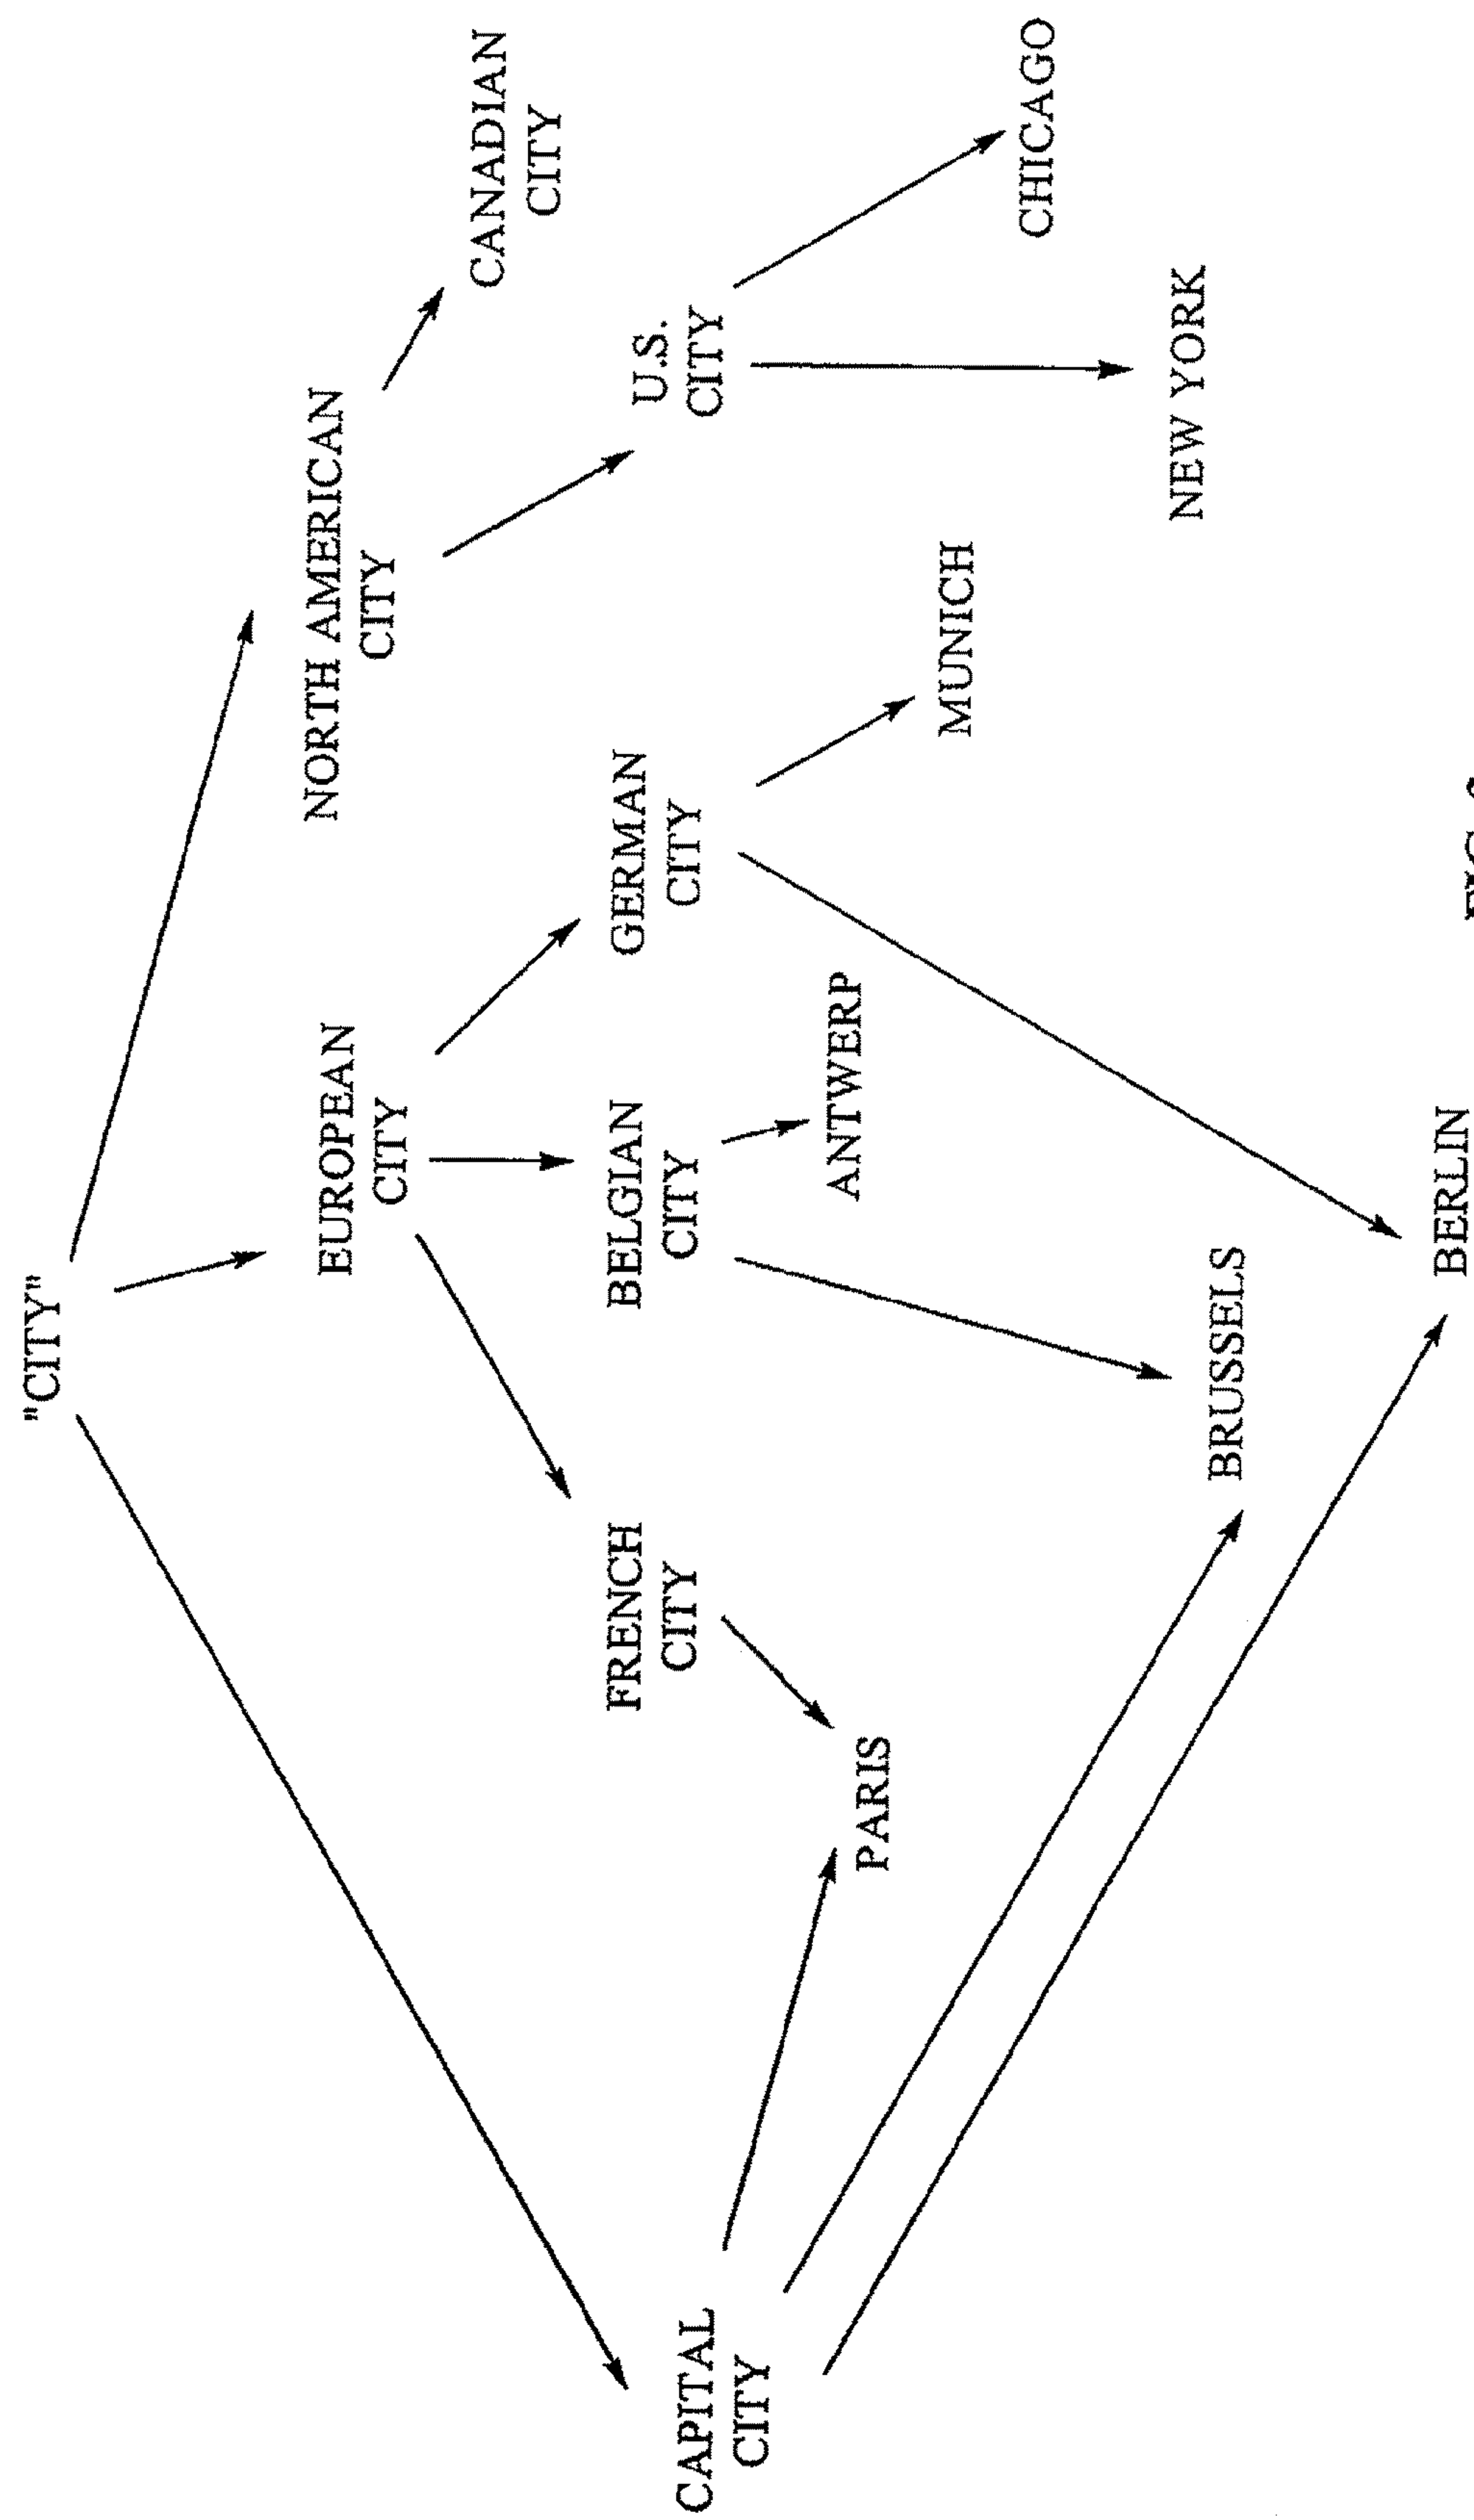 "CITY"
NORTH AMERICAN
CITY
EUROPEAN
CITY
CANADIAN
CITY
CAPITAL
CITY
FRENCH
CITY
BELGIAN
CITY
GERMAN
CITY
U.S.
CITY
PARIS
ANTWERP
MUNICH
CHICAGO
BRUSSELS
NEW YORK
BERLIN